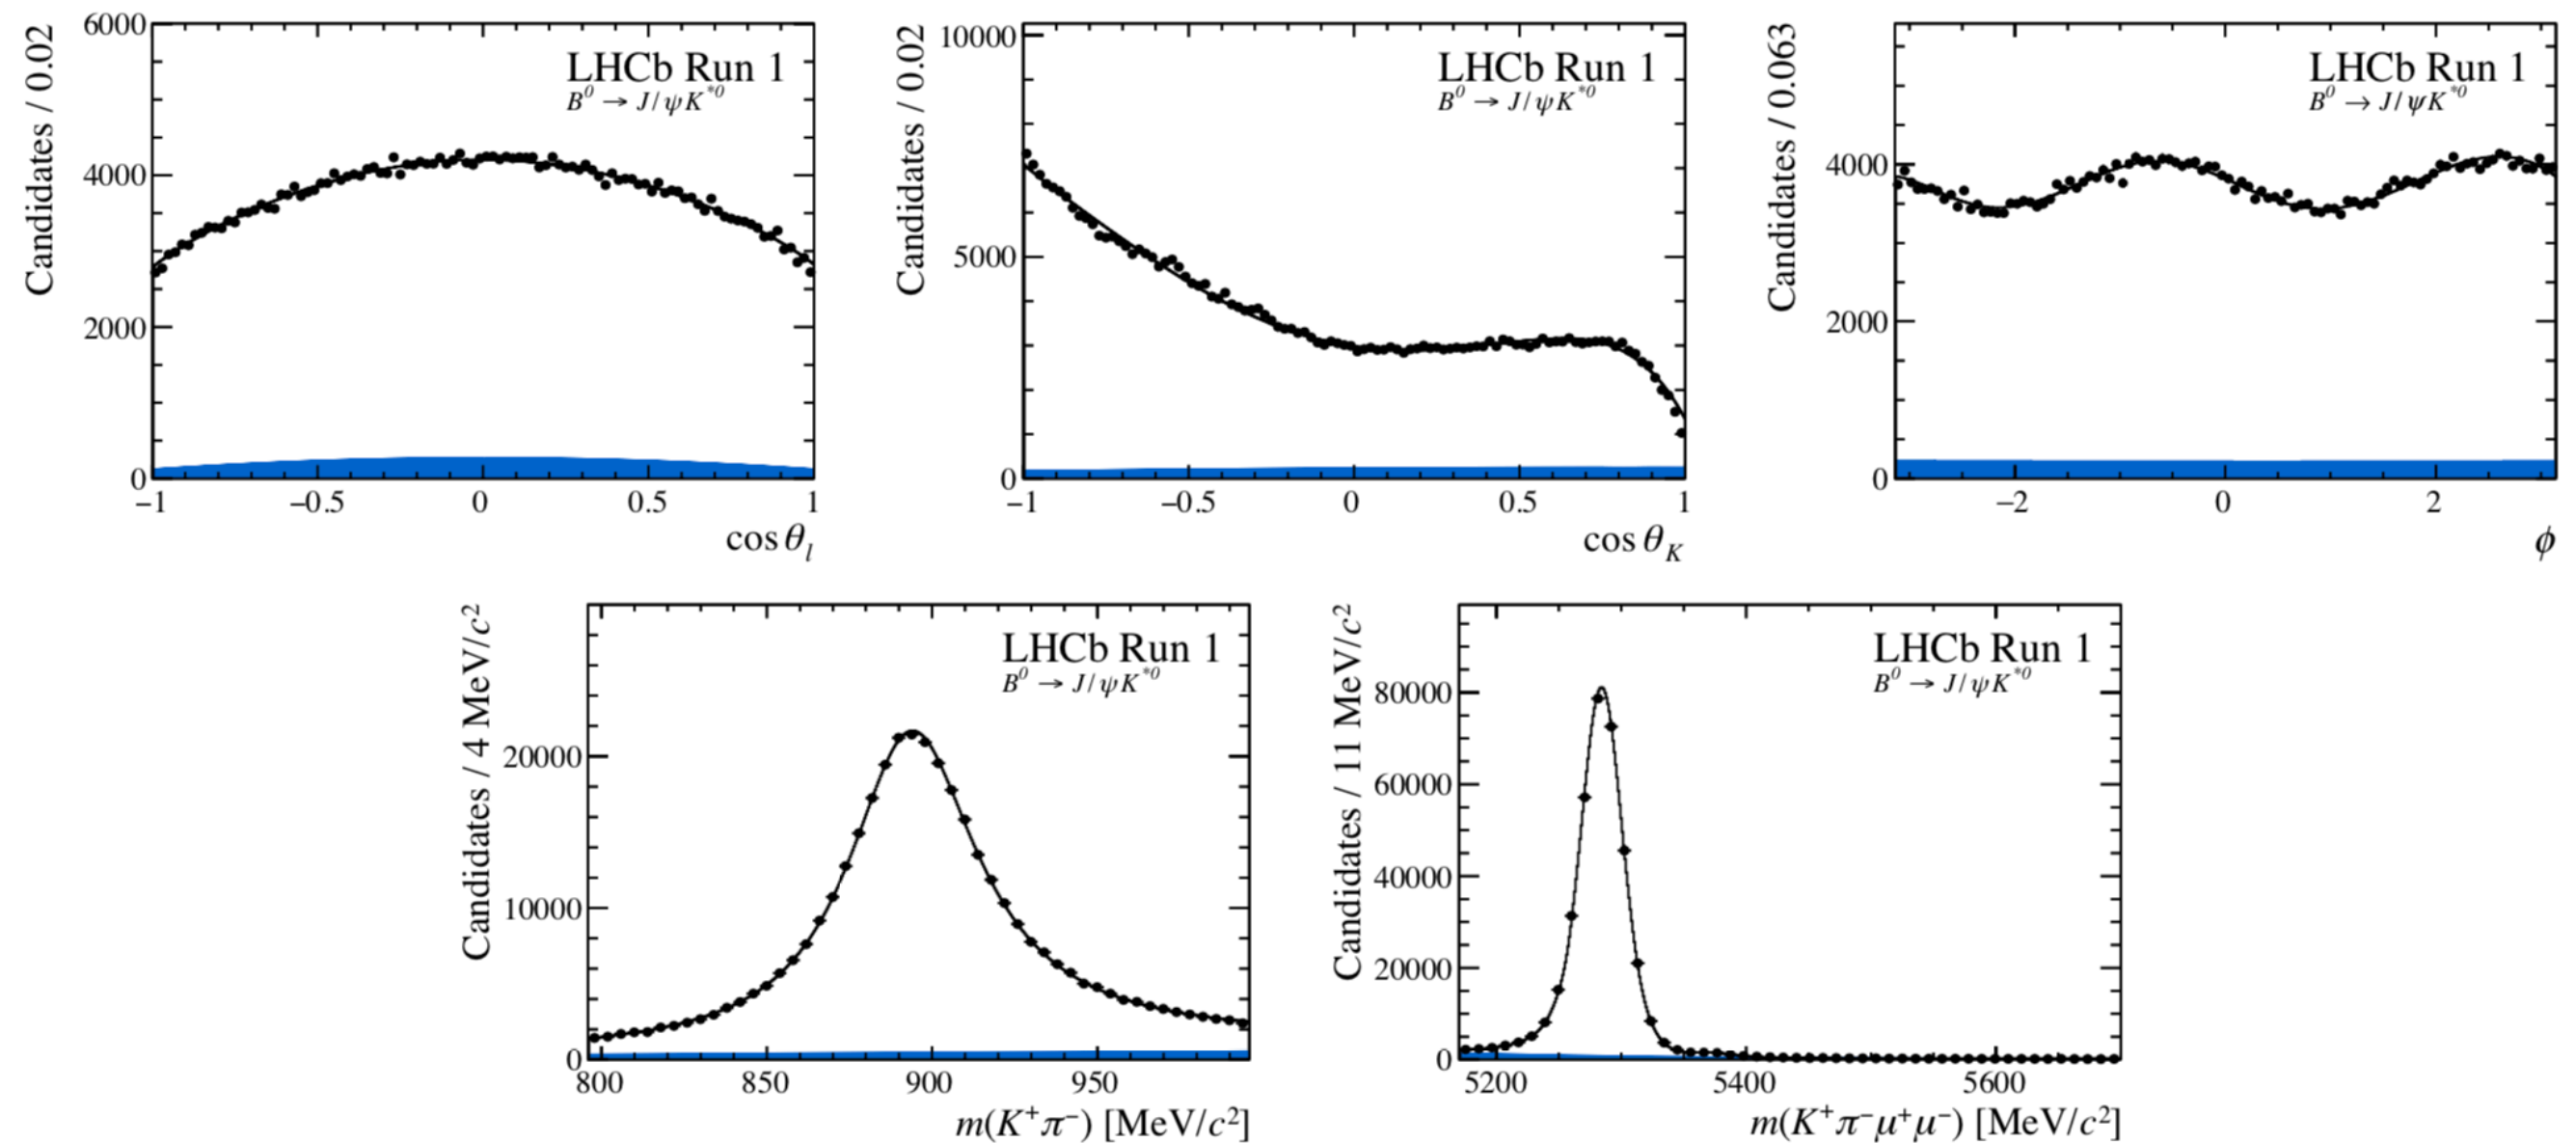 Candidates / 0.02
6000
4000
2000
0
LHCb Run 1
B⁰ → J/ψK*⁰
−1 −0.5 0 0.5 1
cos θ_l
Candidates / 0.02
10000
5000
0
LHCb Run 1
B⁰ → J/ψK*⁰
−1 −0.5 0 0.5 1
cos θ_K
Candidates / 0.063
4000
2000
0
LHCb Run 1
B⁰ → J/ψK*⁰
−2 0 2
ϕ
Candidates / 4 MeV/c²
20000
10000
0
LHCb Run 1
B⁰ → J/ψK*⁰
800 850 900 950
m(K⁺π⁻) [MeV/c²]
Candidates / 11 MeV/c²
80000
60000
40000
20000
0
LHCb Run 1
B⁰ → J/ψK*⁰
5200 5400 5600
m(K⁺π⁻μ⁺μ⁻) [MeV/c²]